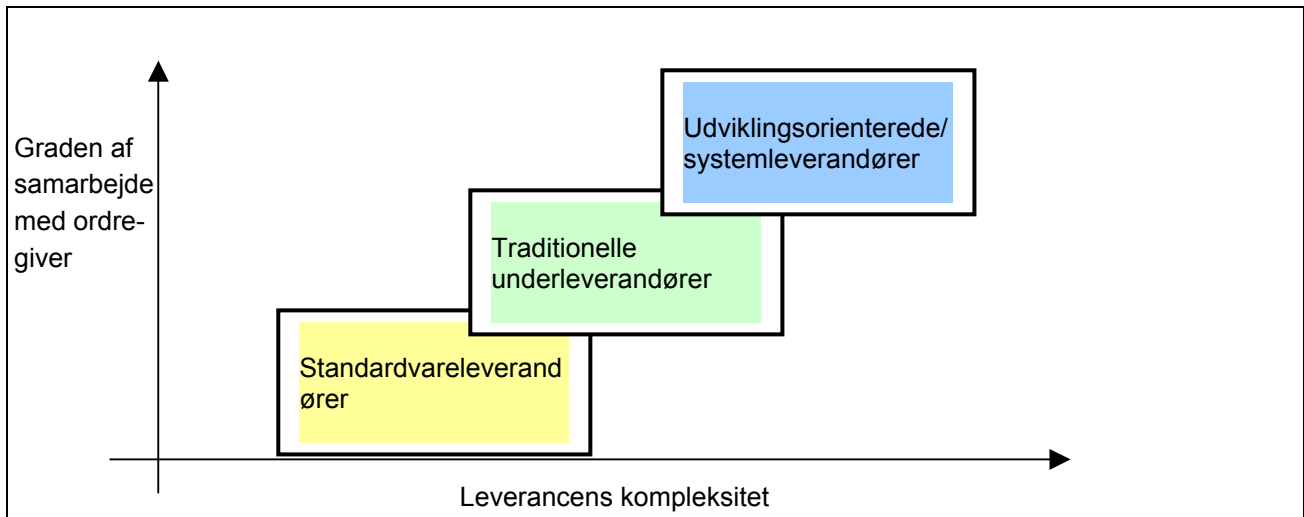 Graden af
samarbejde
med ordre-
giver
Udviklingsorienterede/
systemleverandører
Traditionelle
underleverandører
Standardvareleverand
ører
Leverancens kompleksitet